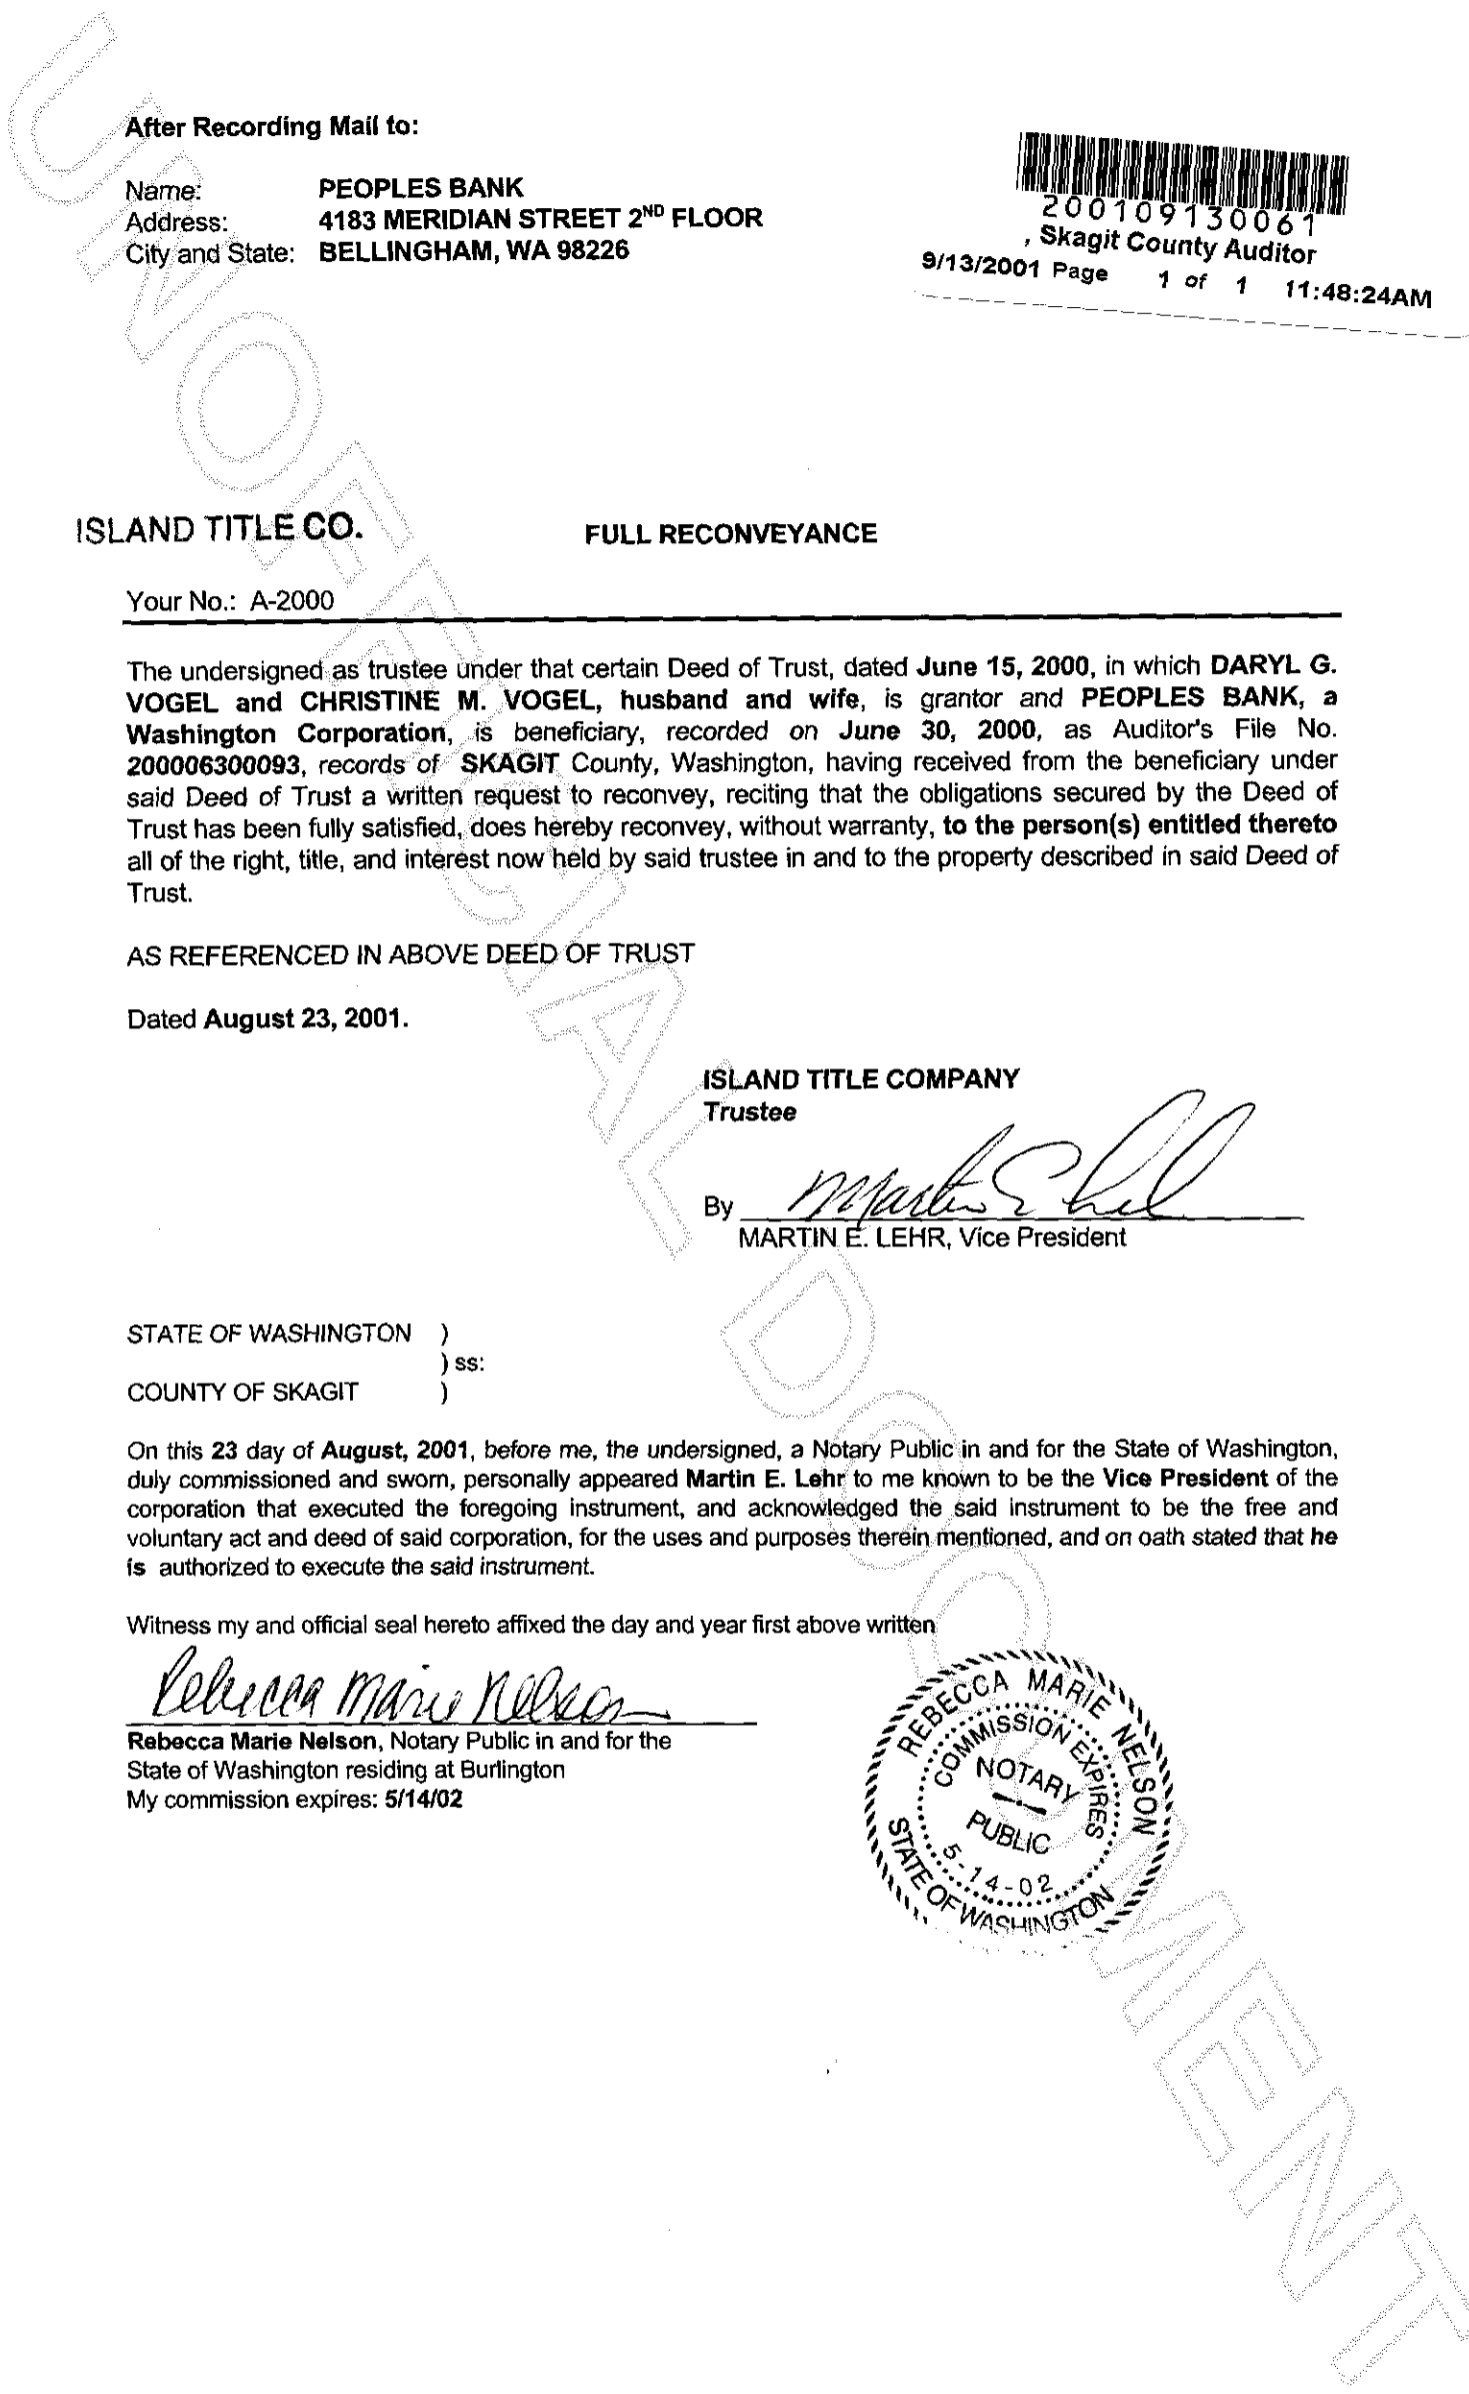 After Recording Mail to:
Name: PEOPLES BANK
Address: 4183 MERIDIAN STREET 2ND FLOOR
City and State: BELLINGHAM, WA 98226
200109130061
, Skagit County Auditor
9/13/2001 Page 1 of 1 11:48:24AM
ISLAND TITLE CO.
FULL RECONVEYANCE
Your No.: A-2000
The undersigned as trustee under that certain Deed of Trust, dated June 15, 2000, in which DARYL G.
VOGEL and CHRISTINE M. VOGEL, husband and wife, is grantor and PEOPLES BANK, a
Washington Corporation, is beneficiary, recorded on June 30, 2000, as Auditor's File No.
200006300093, records of SKAGIT County, Washington, having received from the beneficiary under
said Deed of Trust a written request to reconvey, reciting that the obligations secured by the Deed of
Trust has been fully satisfied, does hereby reconvey, without warranty, to the person(s) entitled thereto
all of the right, title, and interest now held by said trustee in and to the property described in said Deed of
Trust.
AS REFERENCED IN ABOVE DEED OF TRUST
Dated August 23, 2001.
ISLAND TITLE COMPANY
Trustee
By Martin E Lehr
MARTIN E. LEHR, Vice President
STATE OF WASHINGTON )
) ss:
COUNTY OF SKAGIT )
On this 23 day of August, 2001, before me, the undersigned, a Notary Public in and for the State of Washington,
duly commissioned and sworn, personally appeared Martin E. Lehr to me known to be the Vice President of the
corporation that executed the foregoing instrument, and acknowledged the said instrument to be the free and
voluntary act and deed of said corporation, for the uses and purposes therein mentioned, and on oath stated that he
is authorized to execute the said instrument.
Witness my and official seal hereto affixed the day and year first above written
Rebecca Marie Nelson
Rebecca Marie Nelson, Notary Public in and for the
State of Washington residing at Burlington
My commission expires: 5/14/02
REBECCA MARIE NELSON
COMMISSION EXPIRES
NOTARY
PUBLIC
5-14-02
STATE OF WASHINGTON
UNOFFICIAL DOCUMENT